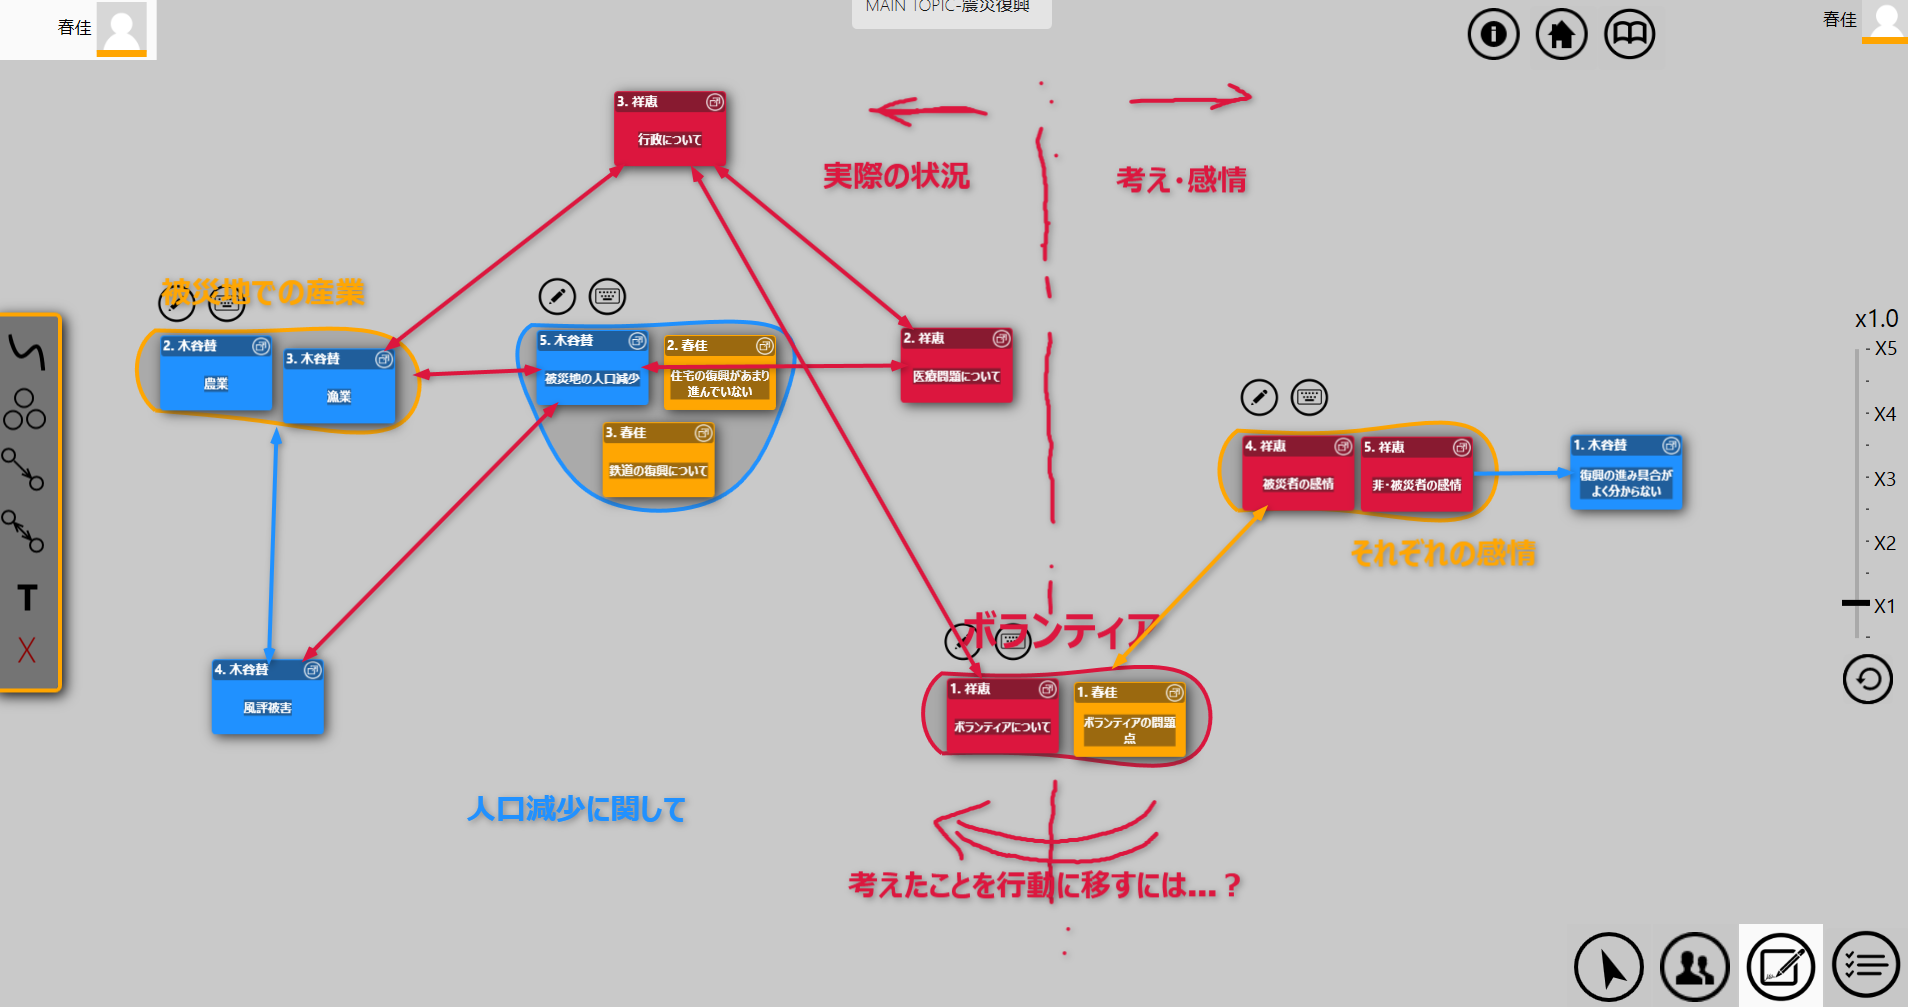 春佳
MAIN TOPIC-震災復興
春佳
3. 祥恵
行政について
実際の状況
考え・感情
被災地での産業
2. 木谷替
農業
3. 木谷替
漁業
5. 木谷替
被災地の人口減少
2. 春佳
住宅の復興があまり
進んでいない
3. 春佳
鉄道の復興について
2. 祥恵
医療問題について
4. 祥恵
被災者の感情
5. 祥恵
非・被災者の感情
1. 木谷替
復興の進み具合が
よく分からない
それぞれの感情
ボランティア
1. 祥恵
ボランティアについて
1. 春佳
ボランティアの問題
点
4. 木谷替
風評被害
人口減少に関して
考えたことを行動に移すには…？
T
X
x1.0
X5
X4
X3
X2
X1